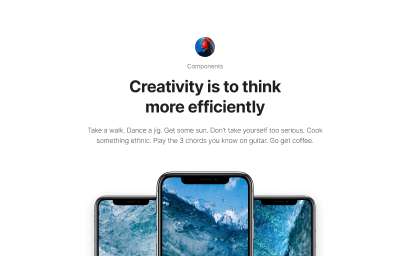 Components
Creativity is to think
more efficiently
Take a walk. Dance a jig. Get some sun. Don't take yourself too serious. Cook
something ethnic. Play the 3 chords you know on guitar. Go get coffee.